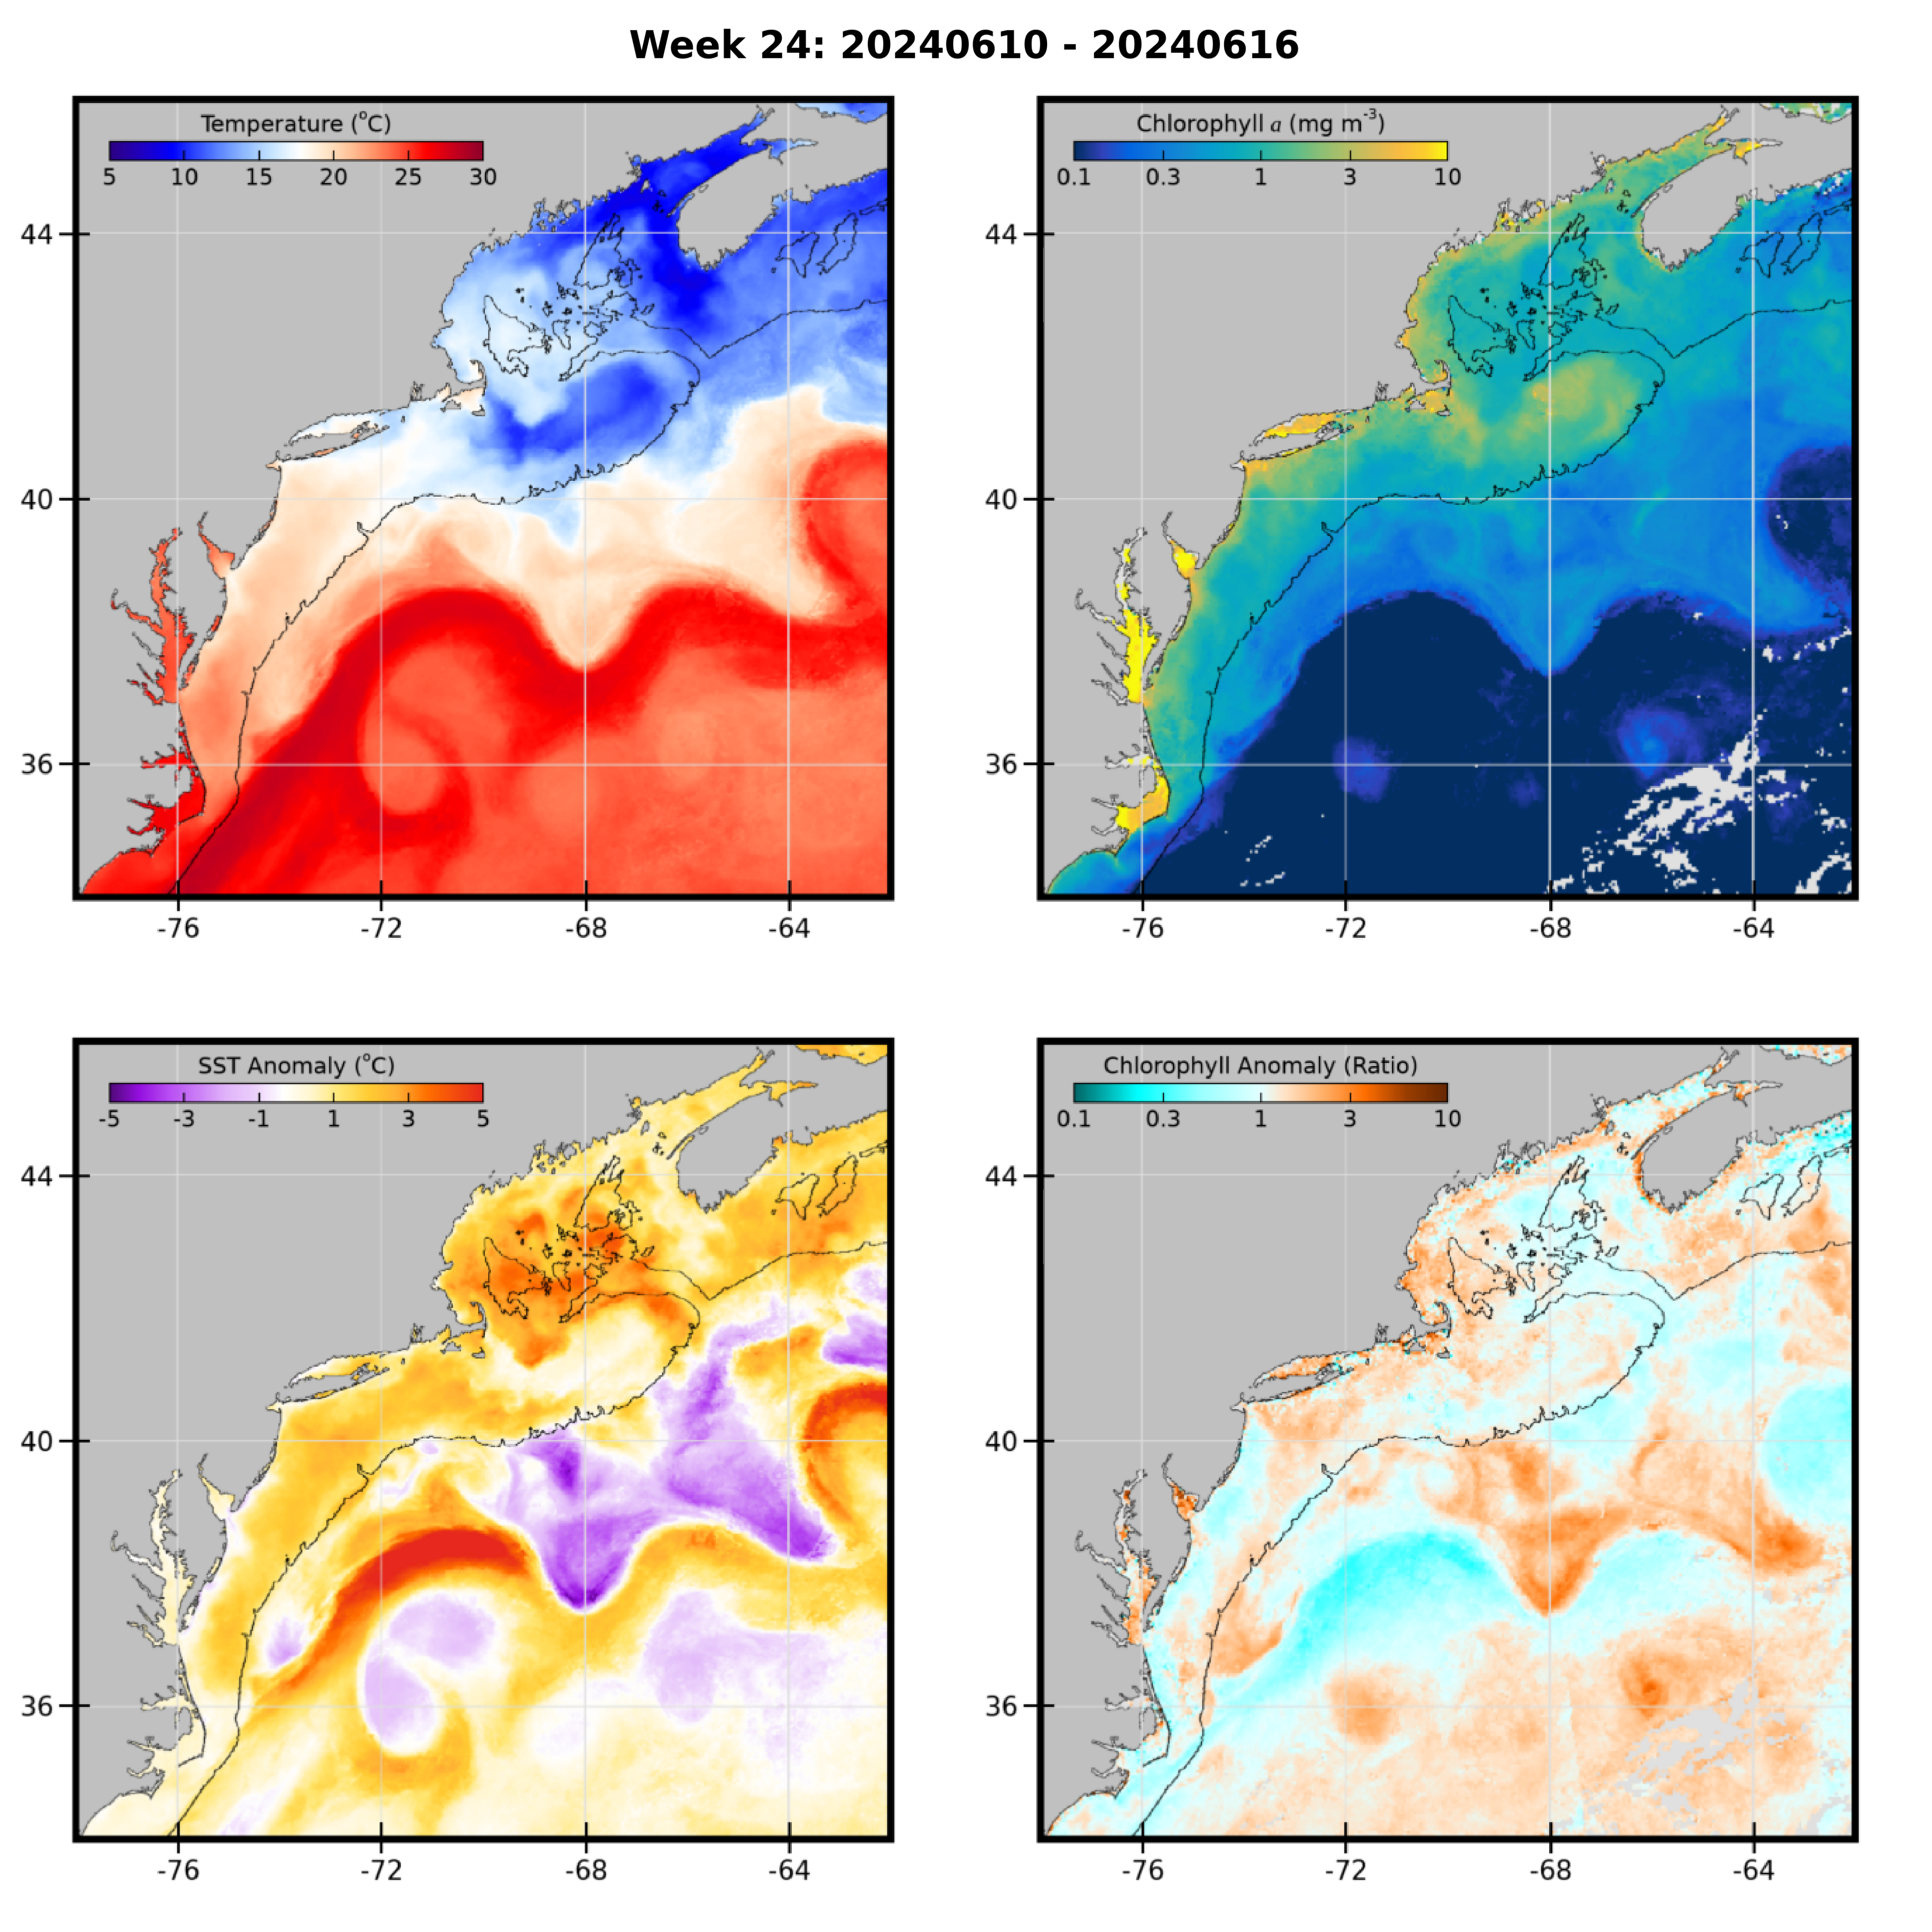 Week 24: 20240610 - 20240616
Temperature (°C)
5 10 15 20 25 30
44
40
36
-76 -72 -68 -64
Chlorophyll a (mg m⁻³)
0.1 0.3 1 3 10
44
40
36
-76 -72 -68 -64
SST Anomaly (°C)
-5 -3 -1 1 3 5
44
40
36
-76 -72 -68 -64
Chlorophyll Anomaly (Ratio)
0.1 0.3 1 3 10
44
40
36
-76 -72 -68 -64